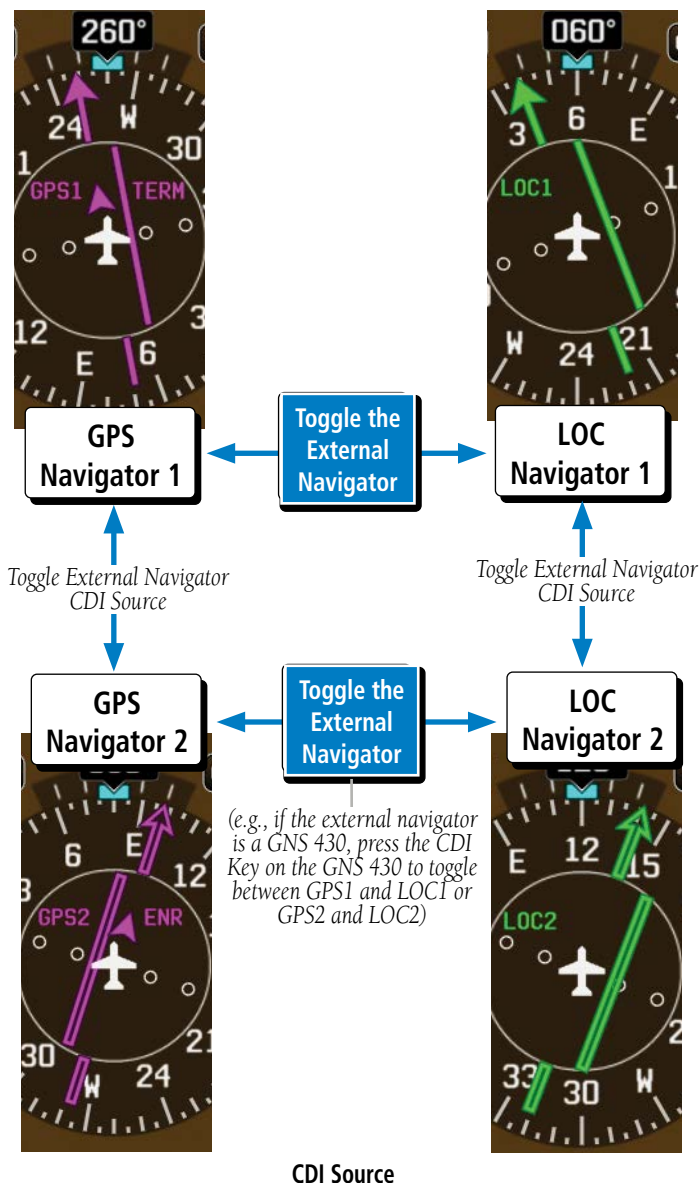 260°
24
W
30
1
GPS1
TERM
3
12
E
6
060°
3
6
E
1
LOC1
W
24
21
GPS
Navigator 1
Toggle the
External
Navigator
LOC
Navigator 1
Toggle External Navigator
CDI Source
Toggle External Navigator
CDI Source
GPS
Navigator 2
Toggle the
External
Navigator
LOC
Navigator 2
(e.g., if the external navigator
is a GNS 430, press the CDI
Key on the GNS 430 to toggle
between GPS1 and LOC1 or
GPS2 and LOC2)
6
E
12
GPS2
ENR
30
W
24
21
E
12
15
LOC2
33
30
W
2
CDI Source